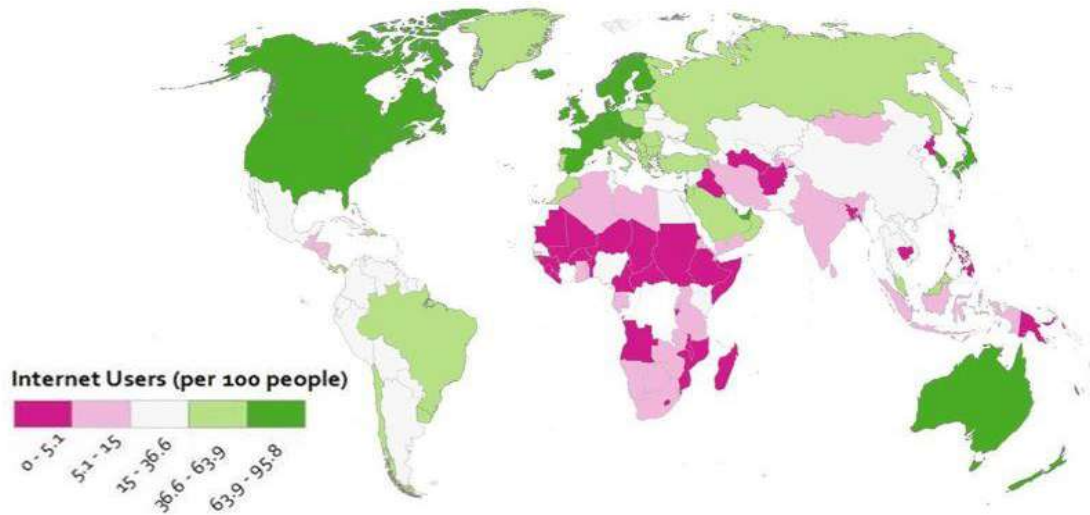 Internet Users (per 100 people)
0 - 5.1
5.1 - 15
15 - 36.6
36.6 - 63.9
63.9 - 95.8